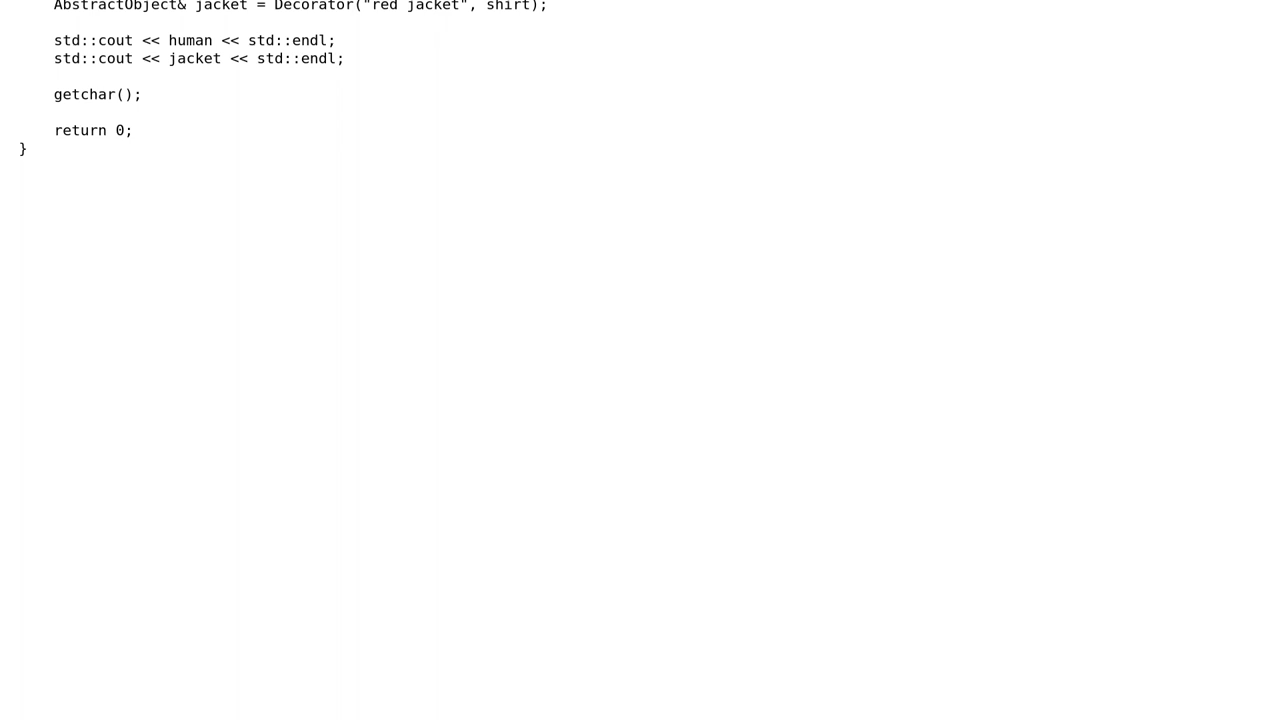 AbstractObject& jacket = Decorator("red jacket", shirt);
std::cout << human << std::endl;
std::cout << jacket << std::endl;
getchar();
return 0;
}